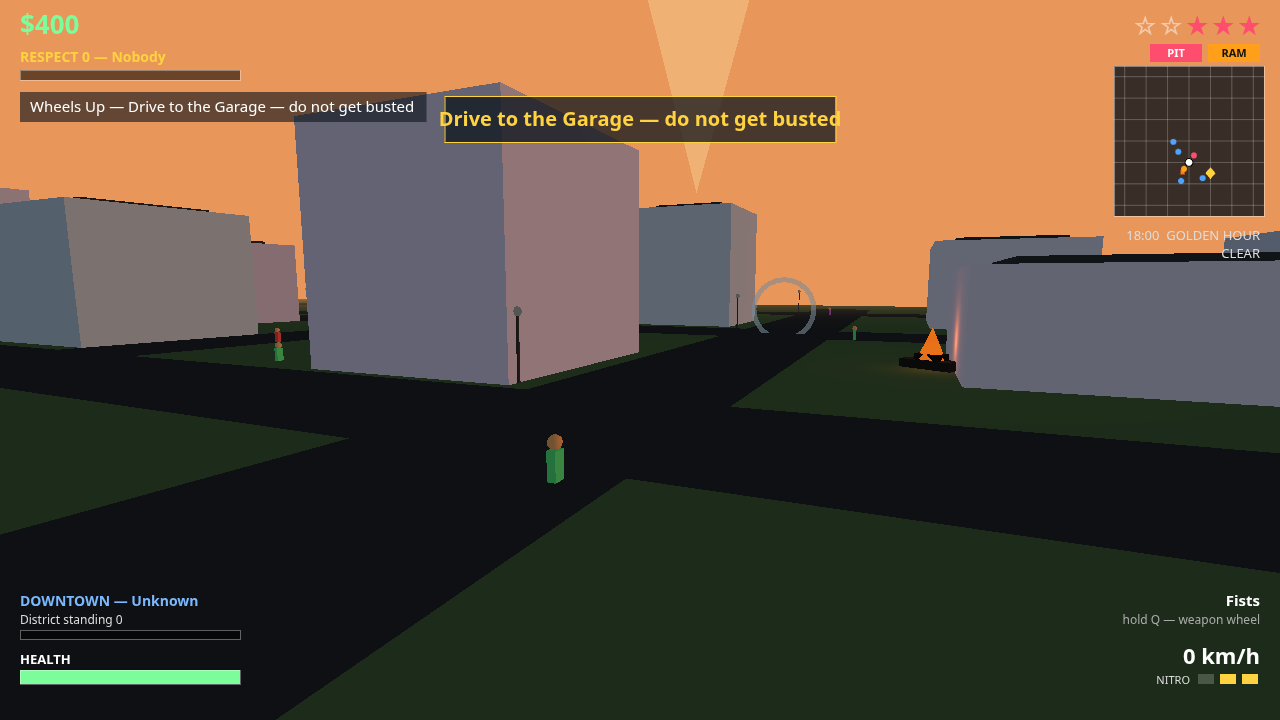 $400
RESPECT 0 — Nobody
Wheels Up — Drive to the Garage — do not get busted
Drive to the Garage — do not get busted
PIT RAM
18:00 GOLDEN HOUR
CLEAR
DOWNTOWN — Unknown
District standing 0
HEALTH
Fists
hold Q — weapon wheel
0 km/h
NITRO